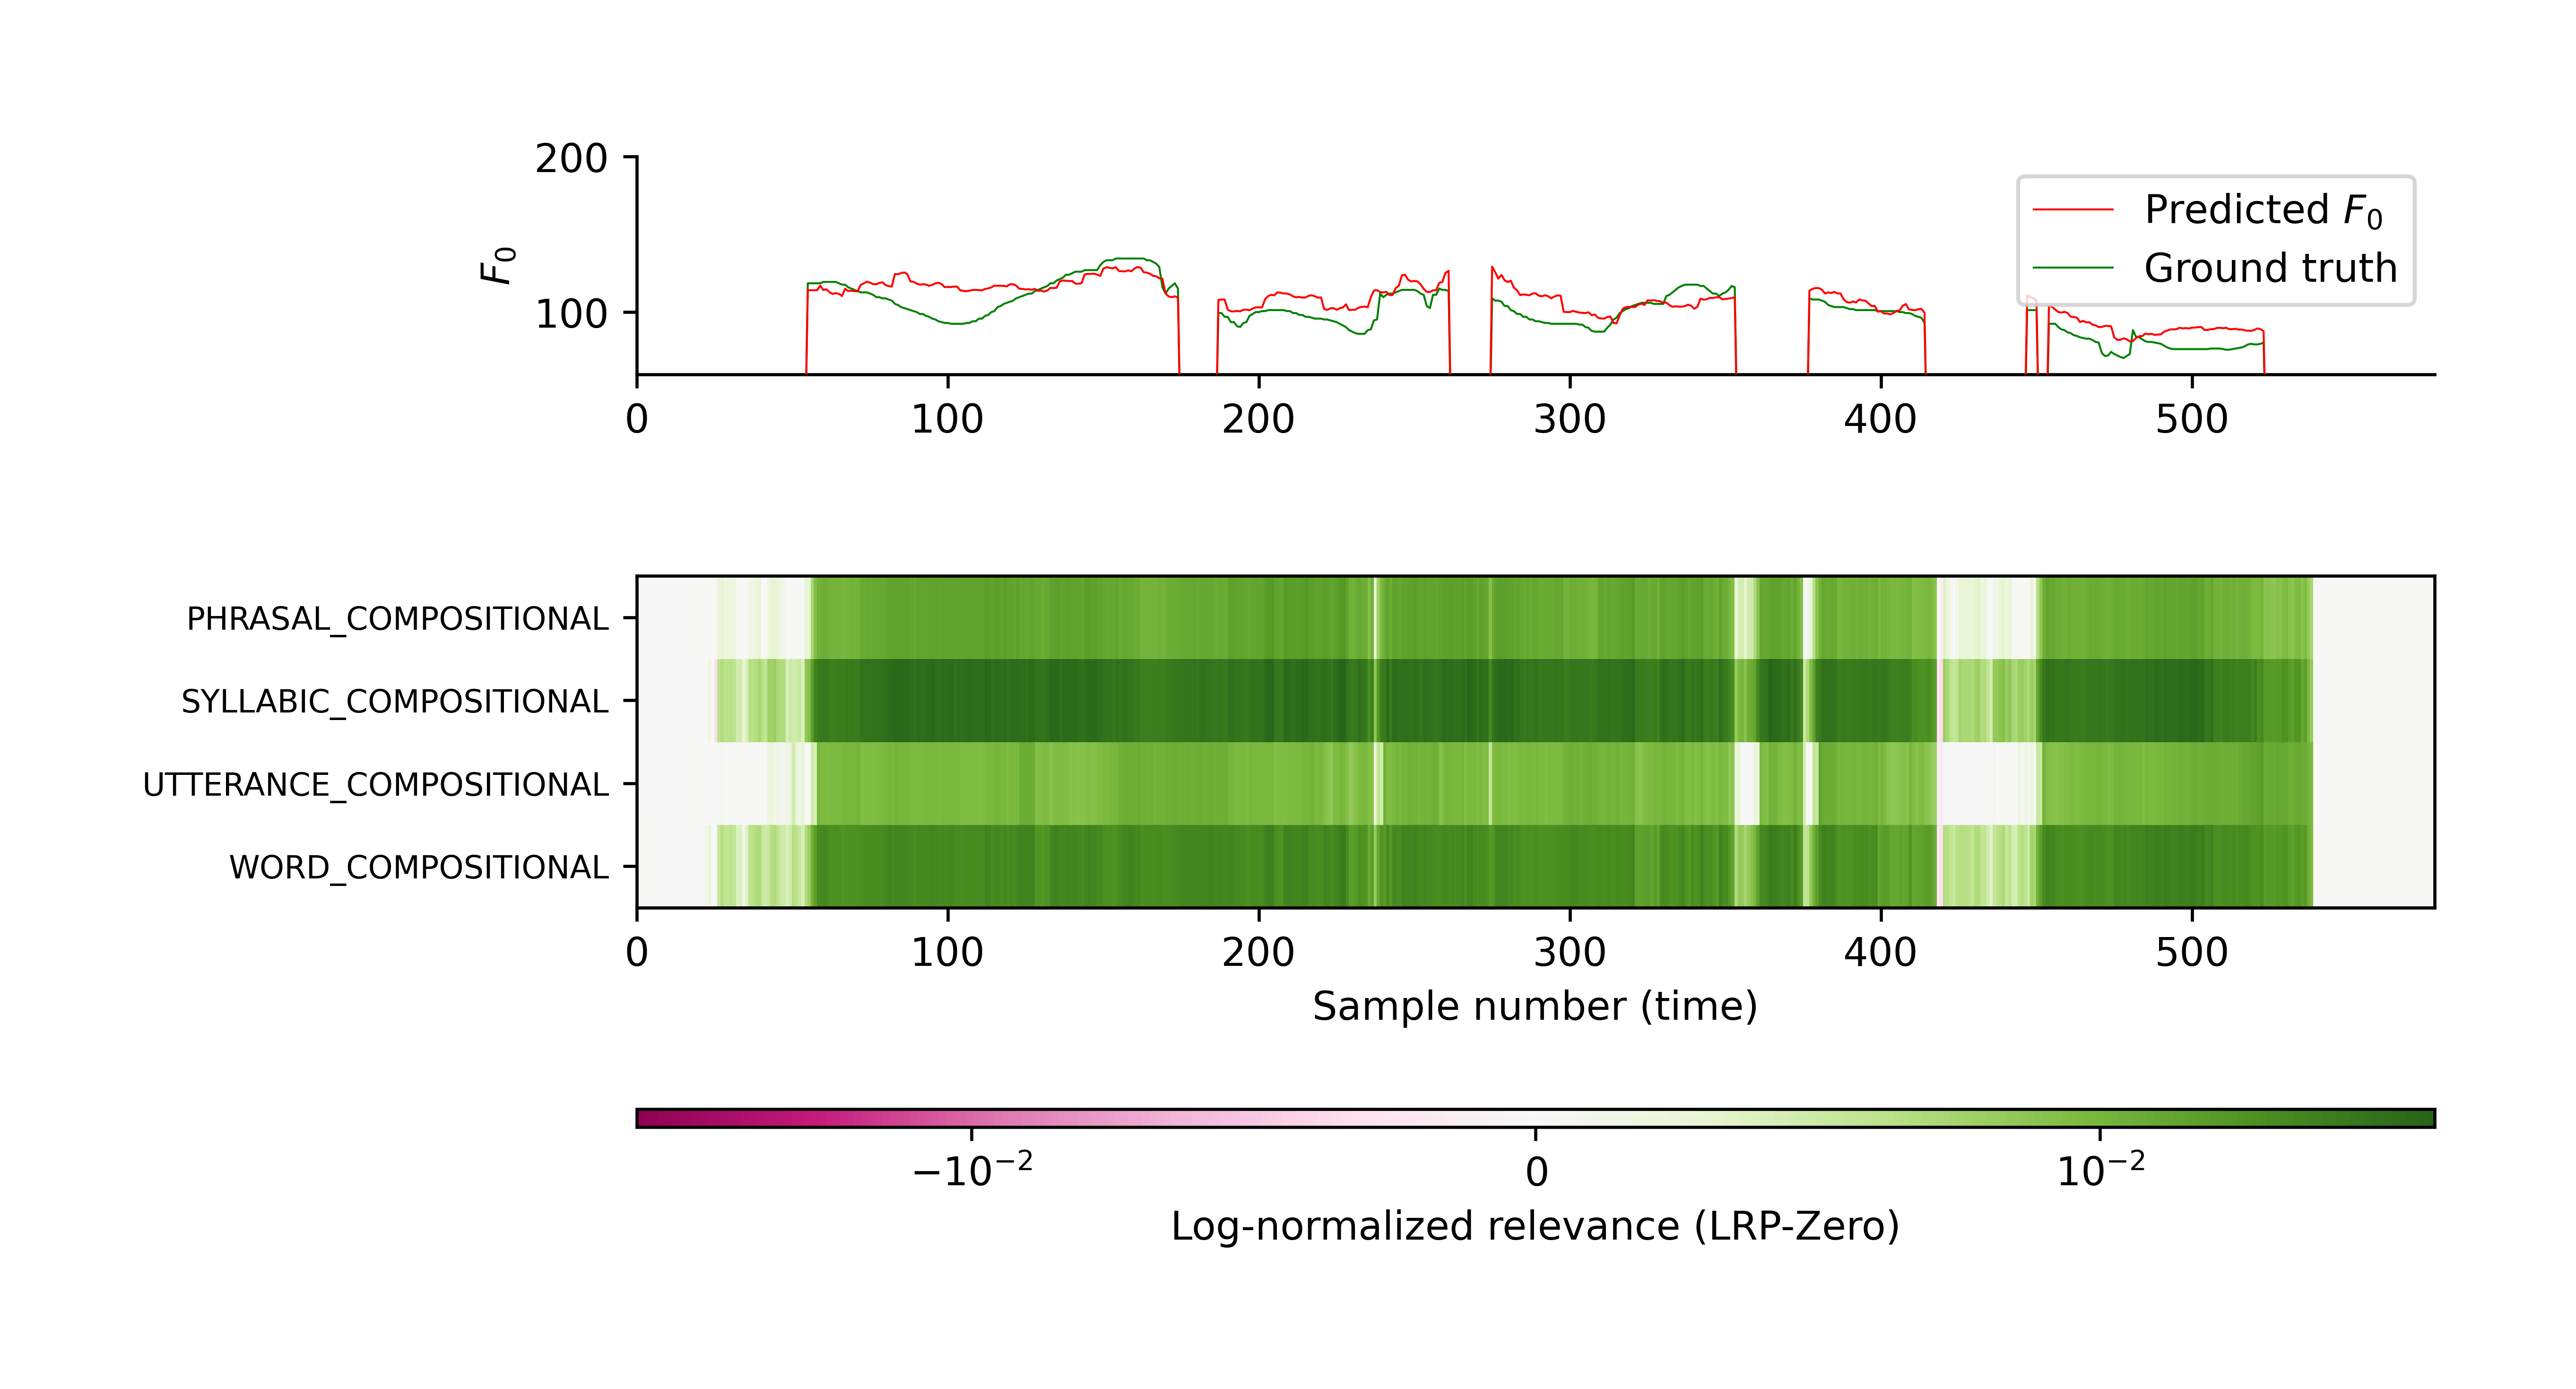 200
100
F₀
Predicted F₀
Ground truth
0 100 200 300 400 500
PHRASAL_COMPOSITIONAL
SYLLABIC_COMPOSITIONAL
UTTERANCE_COMPOSITIONAL
WORD_COMPOSITIONAL
0 100 200 300 400 500
Sample number (time)
−10⁻² 0 10⁻²
Log-normalized relevance (LRP-Zero)